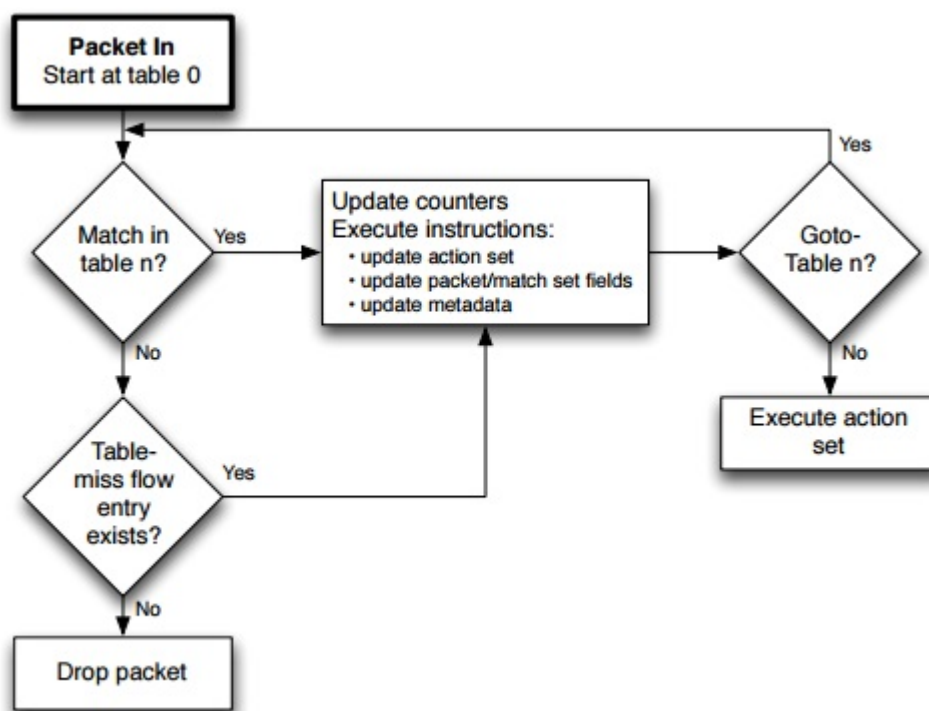 Packet In
Start at table 0
Yes
Match in
table n?
Yes
Update counters
Execute instructions:
• update action set
• update packet/match set fields
• update metadata
Goto-
Table n?
No
No
Execute action
set
Table-
miss flow
entry
exists?
Yes
No
Drop packet